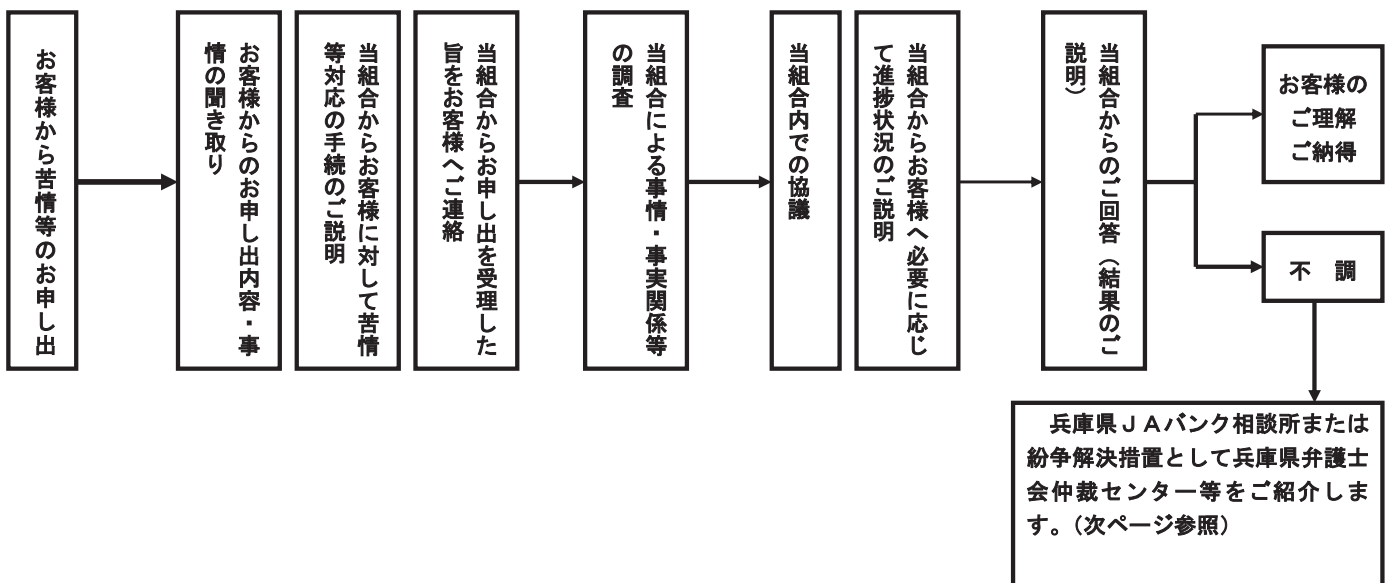 お客様から苦情等のお申し出
お客様からのお申し出内容・事
情の聞き取り
当組合からお客様に対して苦情
等対応の手続のご説明
当組合からお申し出を受理した
旨をお客様へご連絡
当組合による事情・事実関係等
の調査
当組合内での協議
当組合からお客様へ必要に応じ
て進捗状況のご説明
当組合からのご回答（結果のご
説明）
お客様の
ご理解
ご納得
不　調
兵庫県ＪＡバンク相談所または
紛争解決措置として兵庫県弁護士
会仲裁センター等をご紹介しま
す。（次ページ参照）